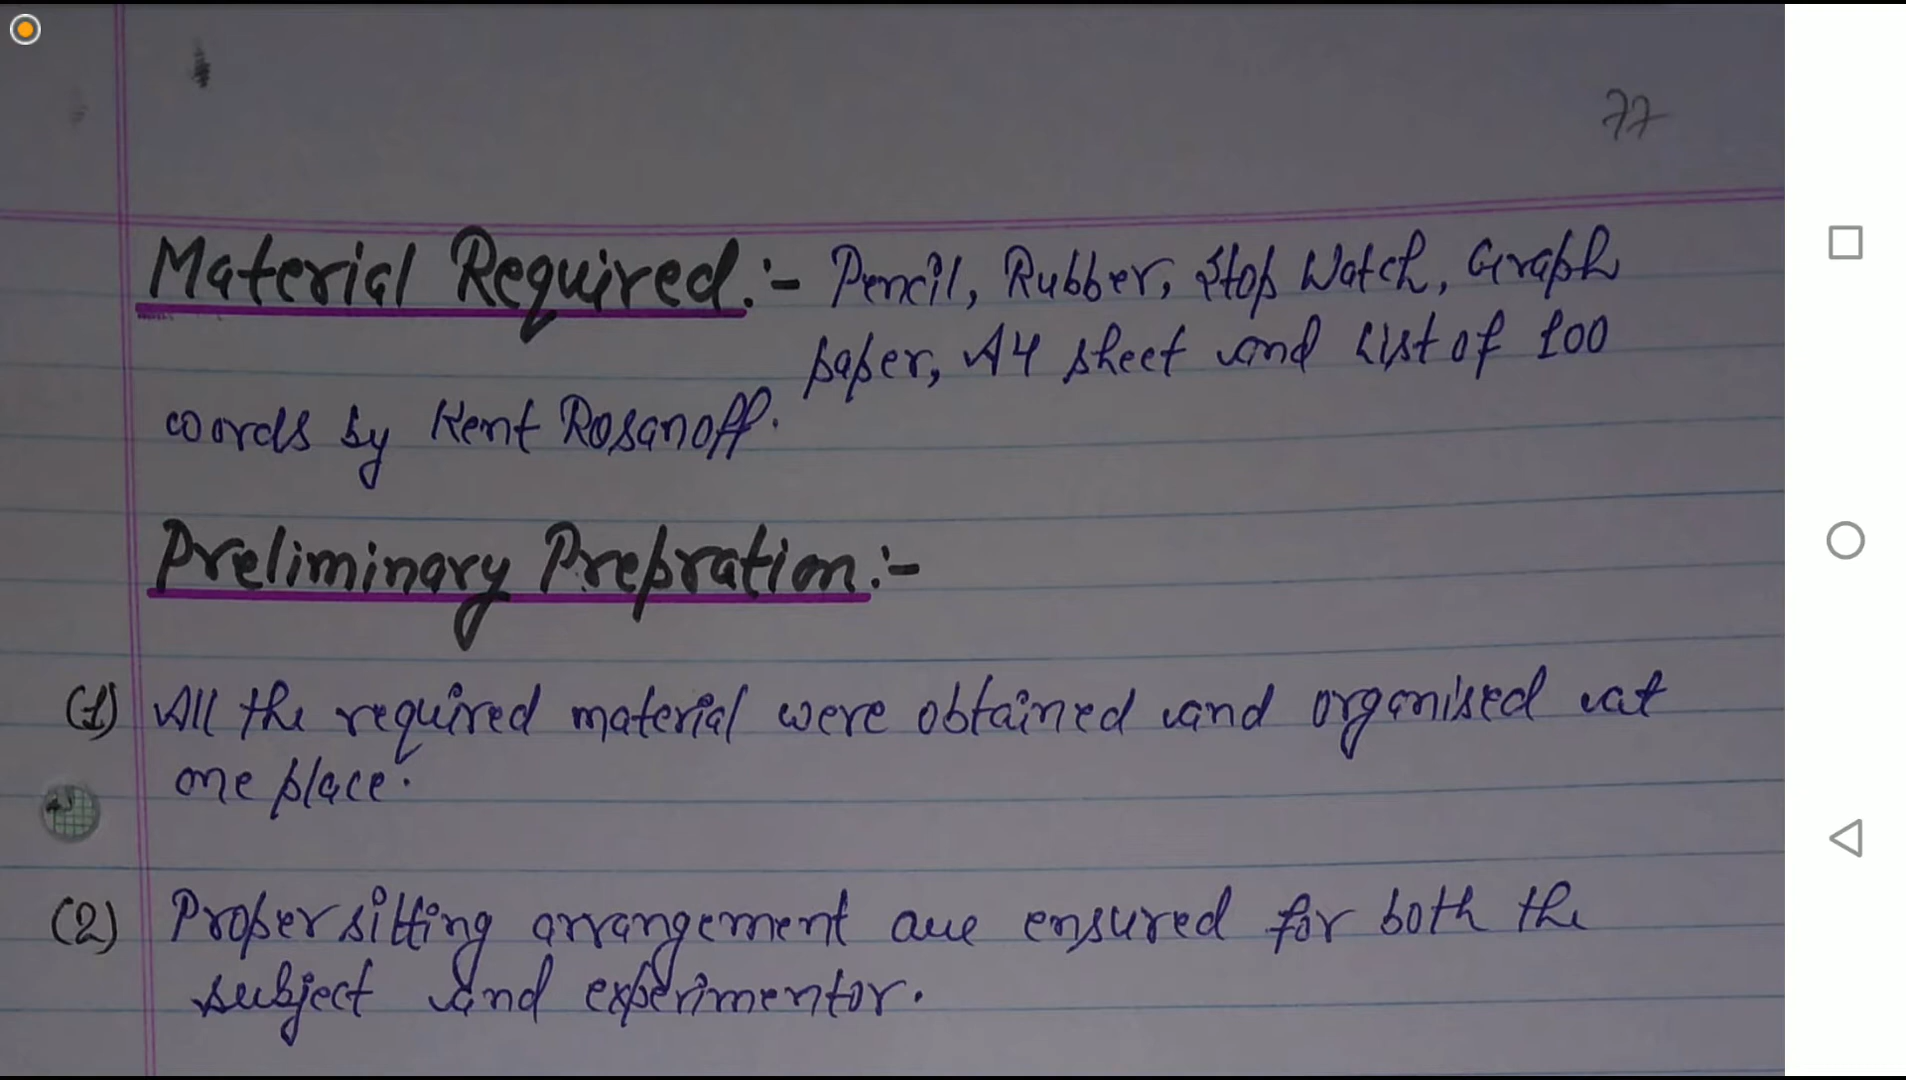 77
Material Required:- Pencil, Rubber, Stop Watch, Graph
paper, A4 sheet and List of 100
words by Kent Rosanoff.
Preliminary Prepration:-
(1) All the required material were obtained and organised at
one place.
(2) Proper sitting arrangement are ensured for both the
subject and experimentor.